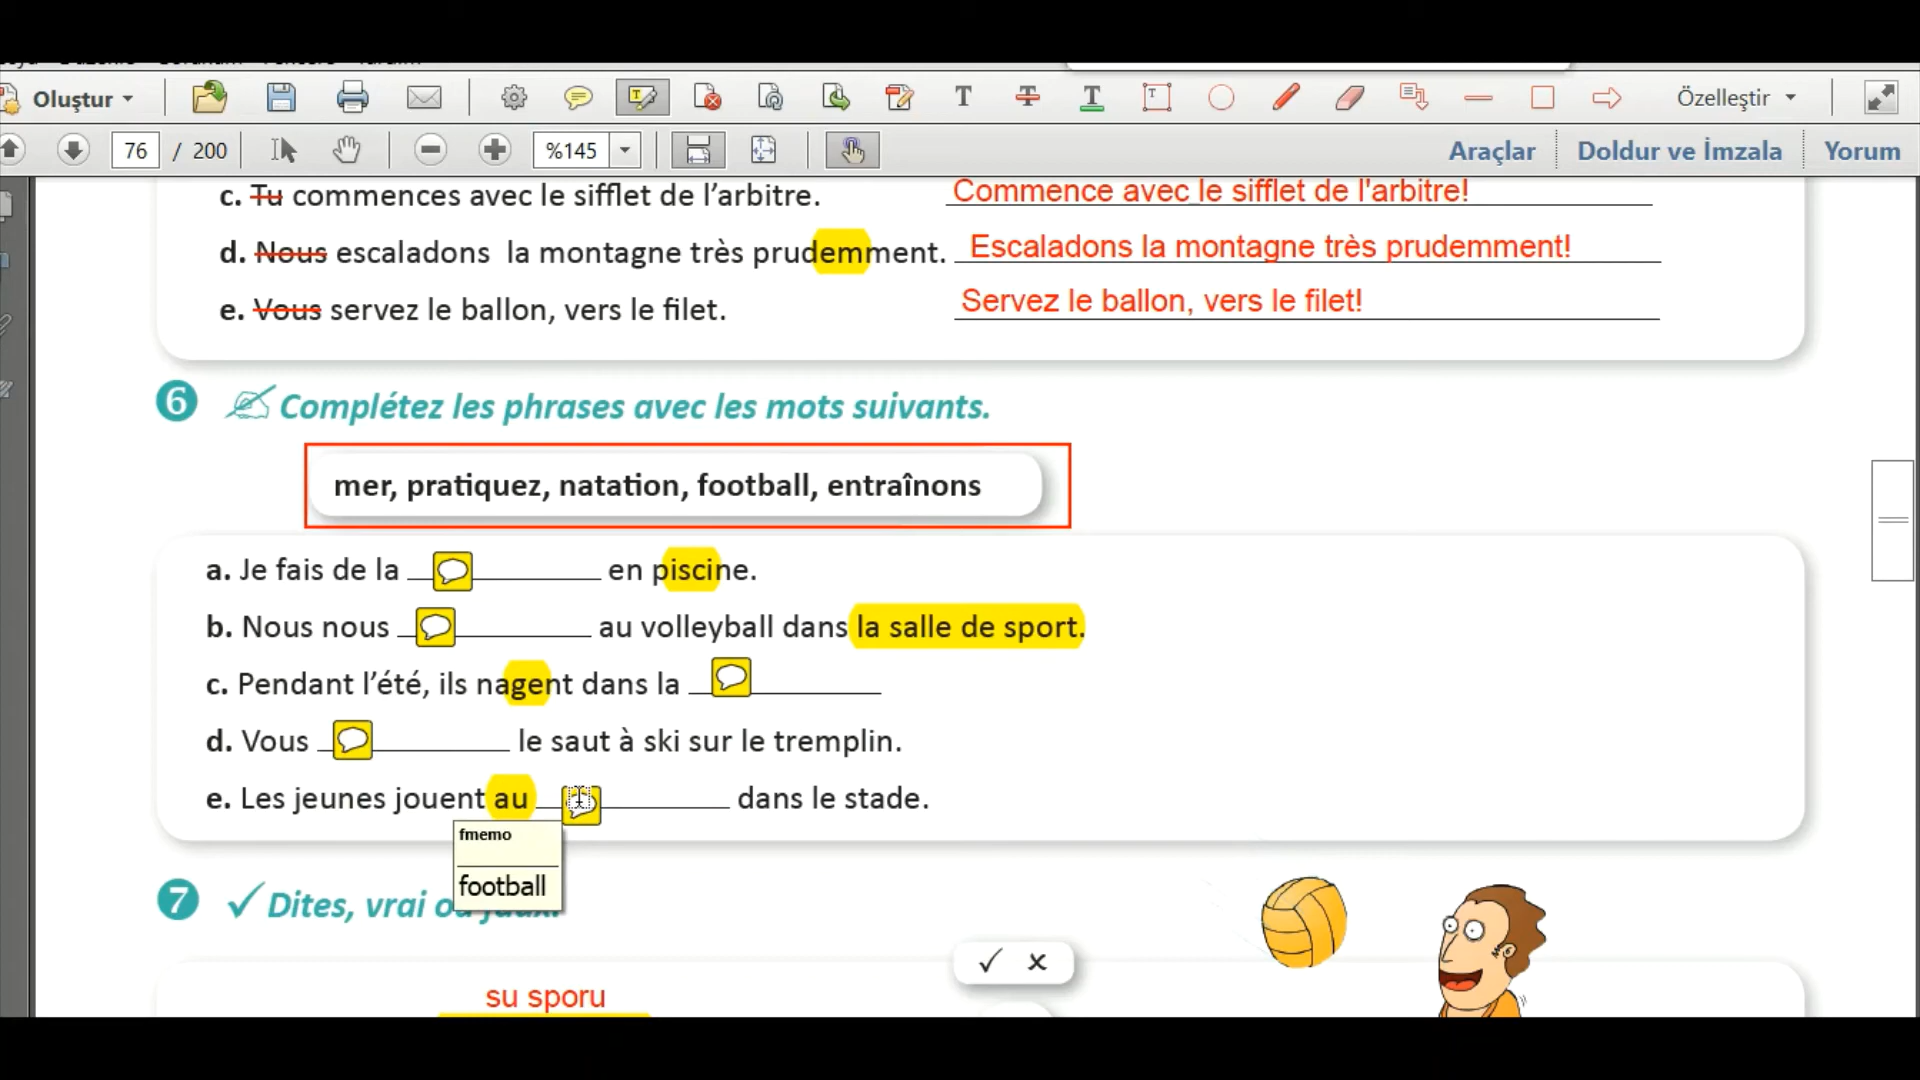 Oluştur
T
T
T
T
Özelleştir
76 / 200
%145
Araçlar
Doldur ve İmzala
Yorum
c. Tu commences avec le sifflet de l’arbitre. Commence avec le sifflet de l'arbitre!
d. Nous escaladons la montagne très prudemment. Escaladons la montagne très prudemment!
e. Vous servez le ballon, vers le filet. Servez le ballon, vers le filet!
6 Complétez les phrases avec les mots suivants.
mer, pratiquez, natation, football, entraînons
a. Je fais de la ____ en piscine.
b. Nous nous ____ au volleyball dans la salle de sport.
c. Pendant l’été, ils nagent dans la ____
d. Vous ____ le saut à ski sur le tremplin.
e. Les jeunes jouent au ____ dans le stade.
fmemo
football
7 ✓ Dites, vrai
✓ x
su sporu